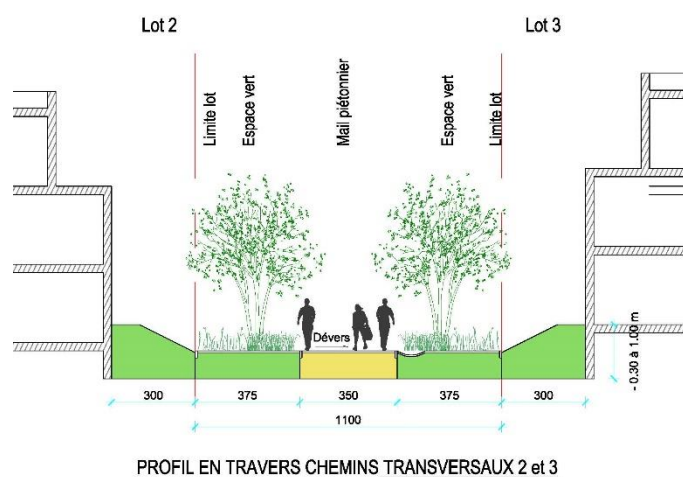 Lot 2
Lot 3
Limite lot
Espace vert
Mail piétonnier
Espace vert
Limite lot
Dévers
- 0.30 à 1.00 m
300
375
350
375
300
1100
PROFIL EN TRAVERS CHEMINS TRANSVERSAUX 2 et 3